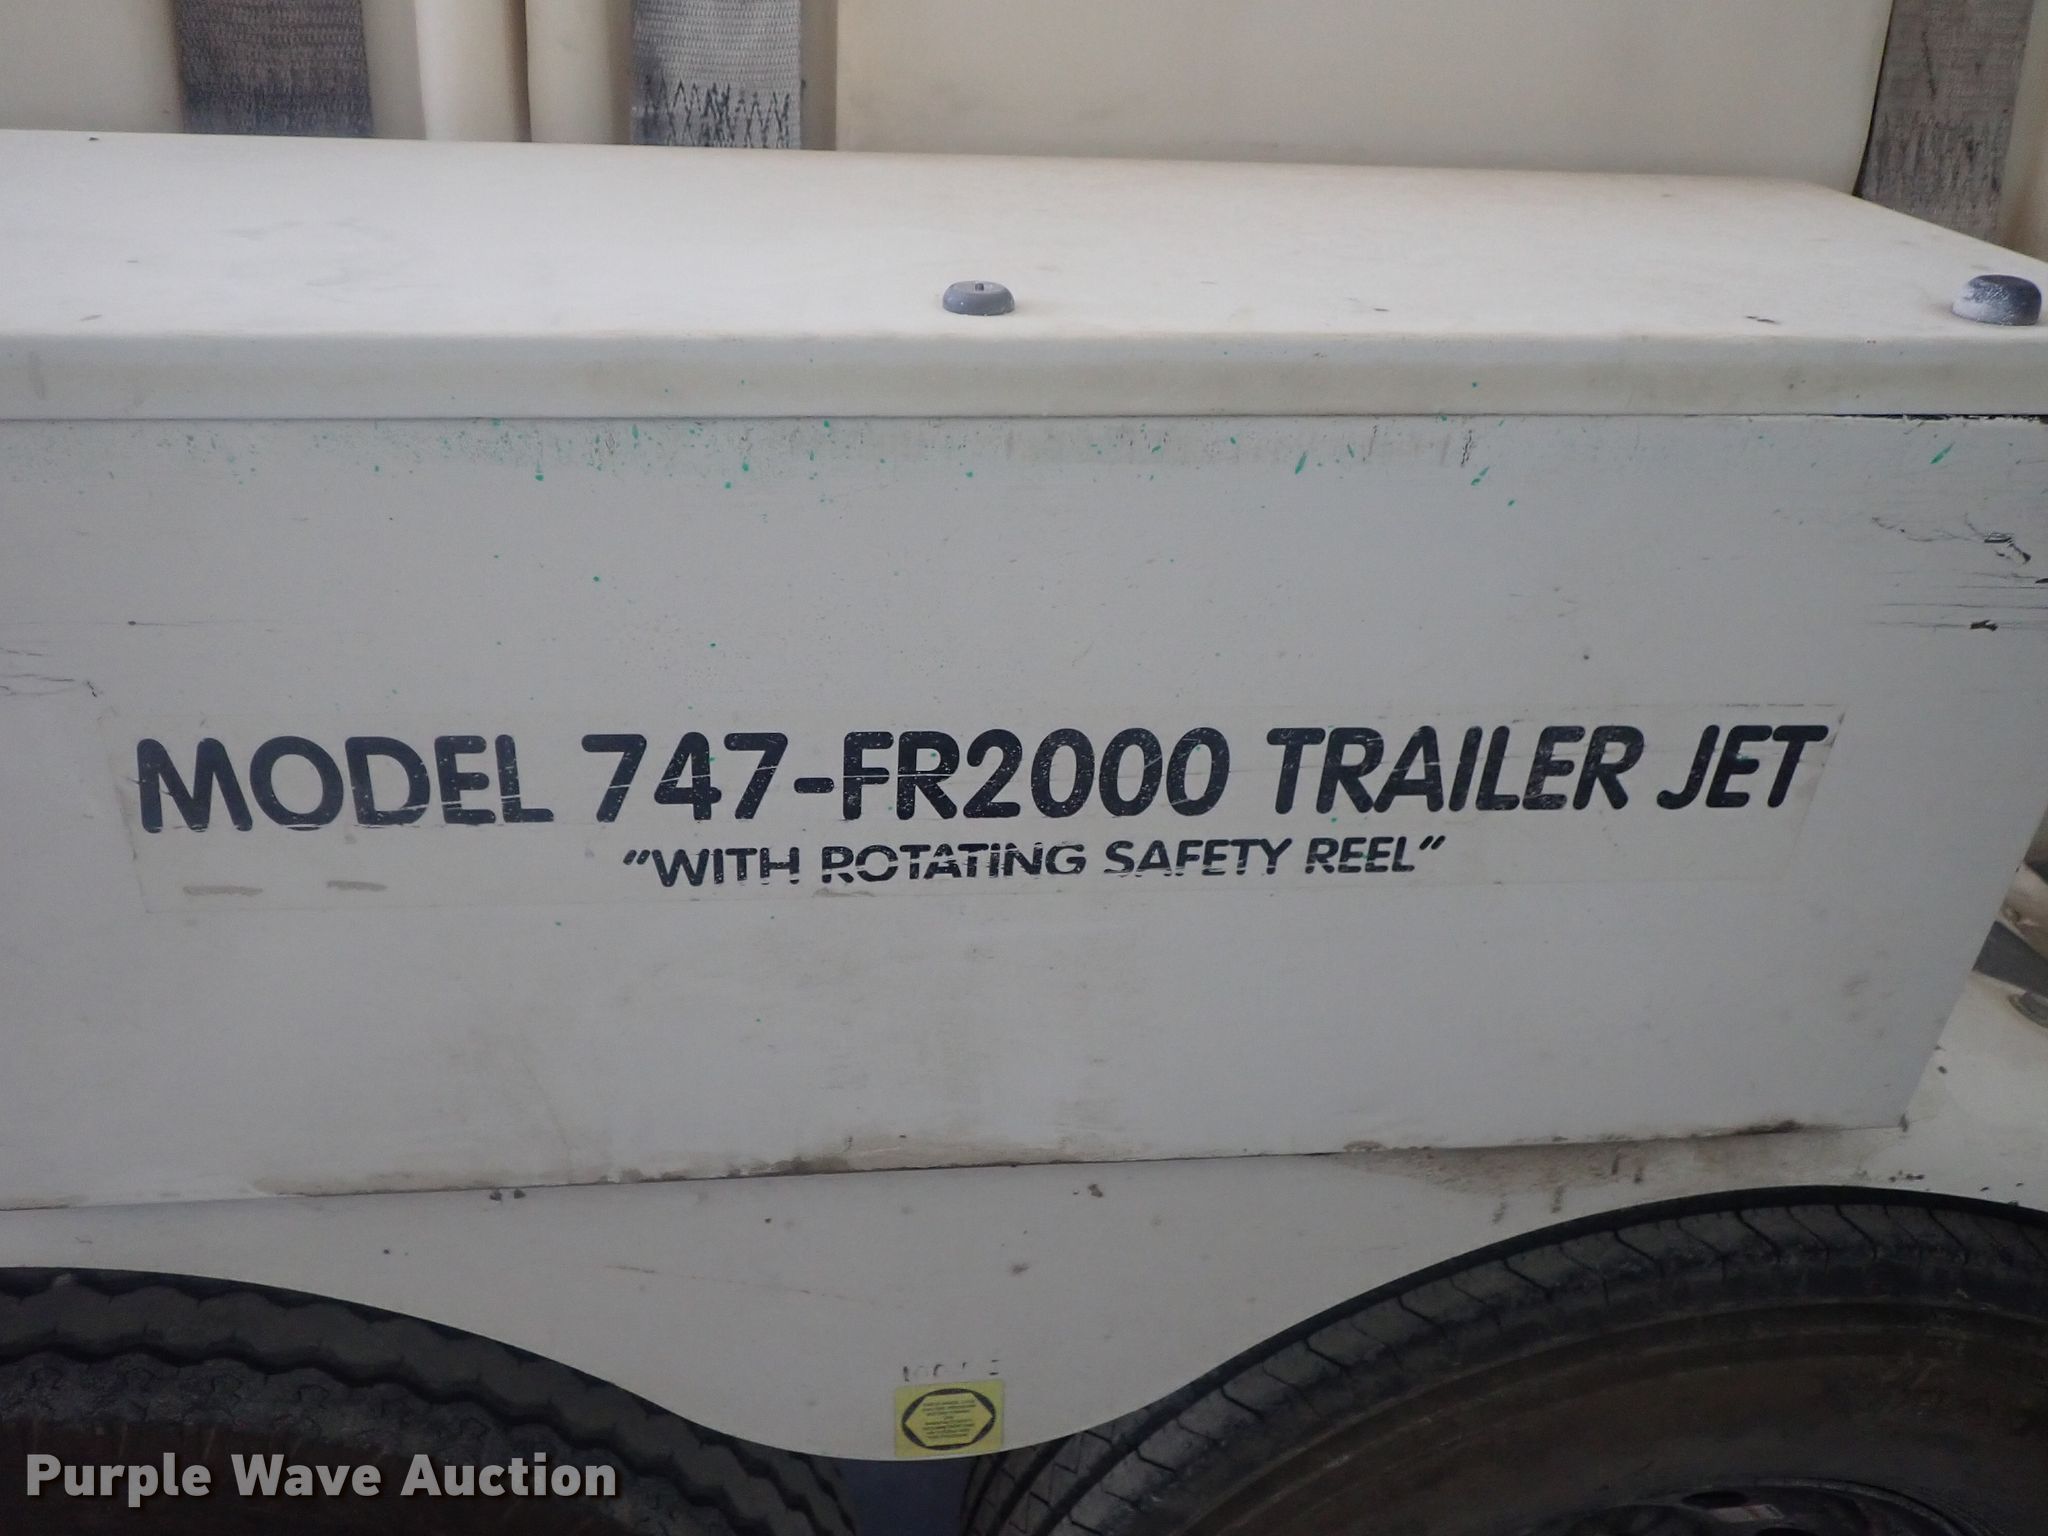 MODEL 747-FR2000 TRAILER JET
"WITH ROTATING SAFETY REEL"
Purple Wave Auction